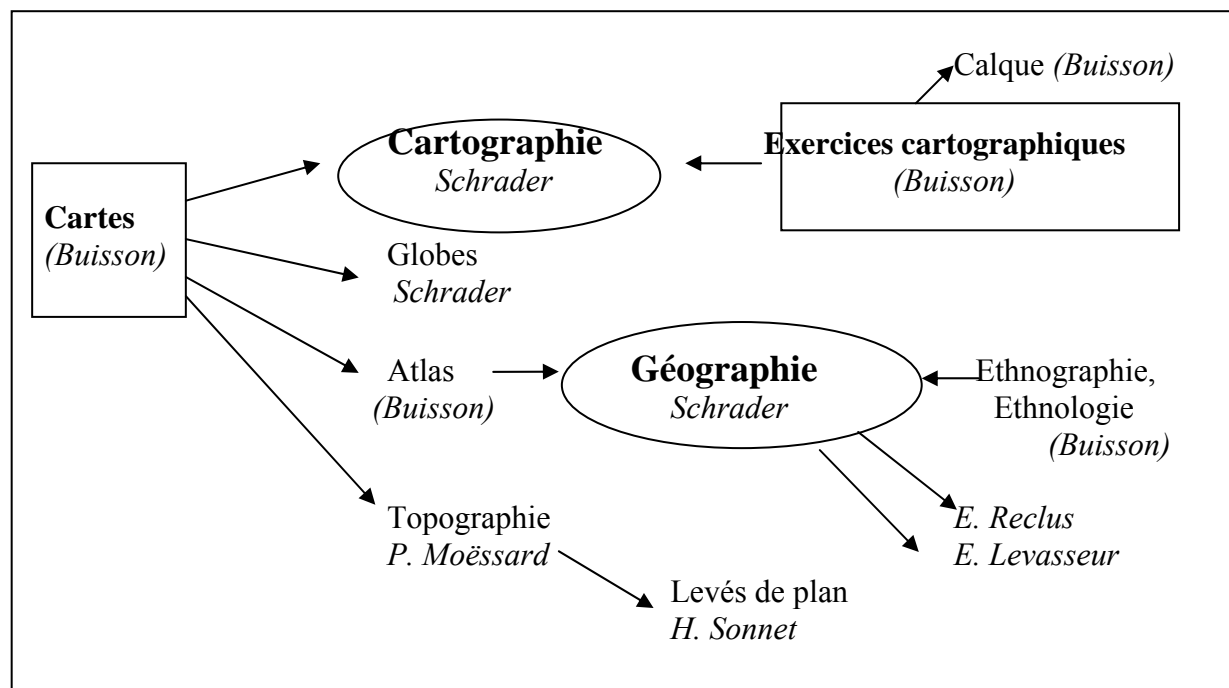 Calque (Buisson)
Cartographie
Schrader
Exercices cartographiques
(Buisson)
Cartes
(Buisson)
Globes
Schrader
Atlas
(Buisson)
Géographie
Schrader
Ethnographie,
Ethnologie
(Buisson)
Topographie
P. Moëssard
E. Reclus
E. Levasseur
Levés de plan
H. Sonnet